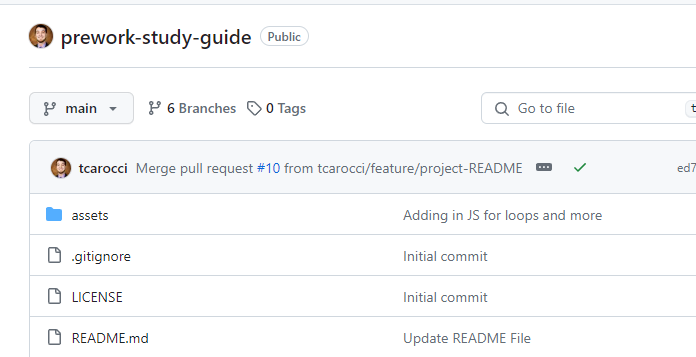 prework-study-guide Public
main 6 Branches 0 Tags Go to file t
tcarocci Merge pull request #10 from tcarocci/feature/project-README ed7
assets Adding in JS for loops and more
.gitignore Initial commit
LICENSE Initial commit
README.md Update README File